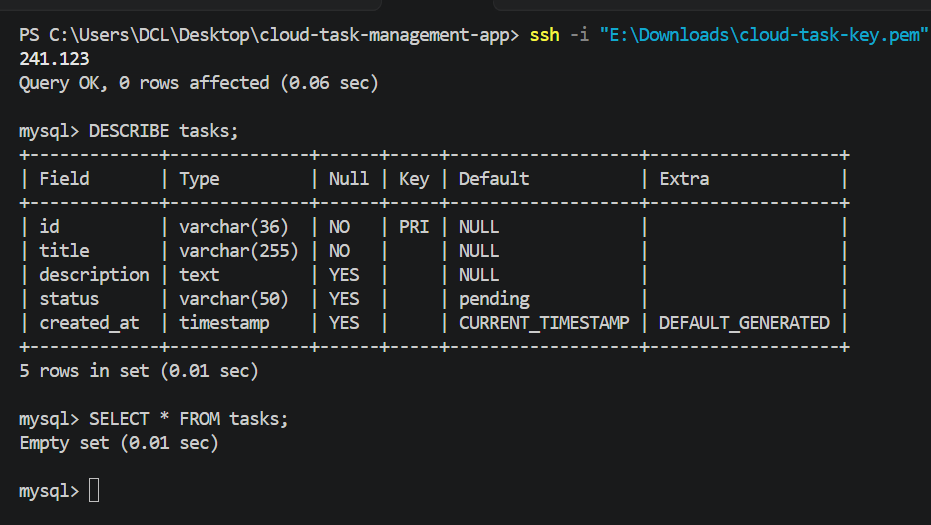 PS C:\Users\DCL\Desktop\cloud-task-management-app> ssh -i "E:\Downloads\cloud-task-key.pem"
241.123
Query OK, 0 rows affected (0.06 sec)
mysql> DESCRIBE tasks;
+-------------+--------------+------+-----+-------------------+-------------------+
| Field       | Type         | Null | Key | Default           | Extra             |
+-------------+--------------+------+-----+-------------------+-------------------+
| id          | varchar(36)  | NO   | PRI | NULL              |                   |
| title       | varchar(255) | NO   |     | NULL              |                   |
| description | text         | YES  |     | NULL              |                   |
| status      | varchar(50)  | YES  |     | pending           |                   |
| created_at  | timestamp    | YES  |     | CURRENT_TIMESTAMP | DEFAULT_GENERATED |
+-------------+--------------+------+-----+-------------------+-------------------+
5 rows in set (0.01 sec)
mysql> SELECT * FROM tasks;
Empty set (0.01 sec)
mysql>